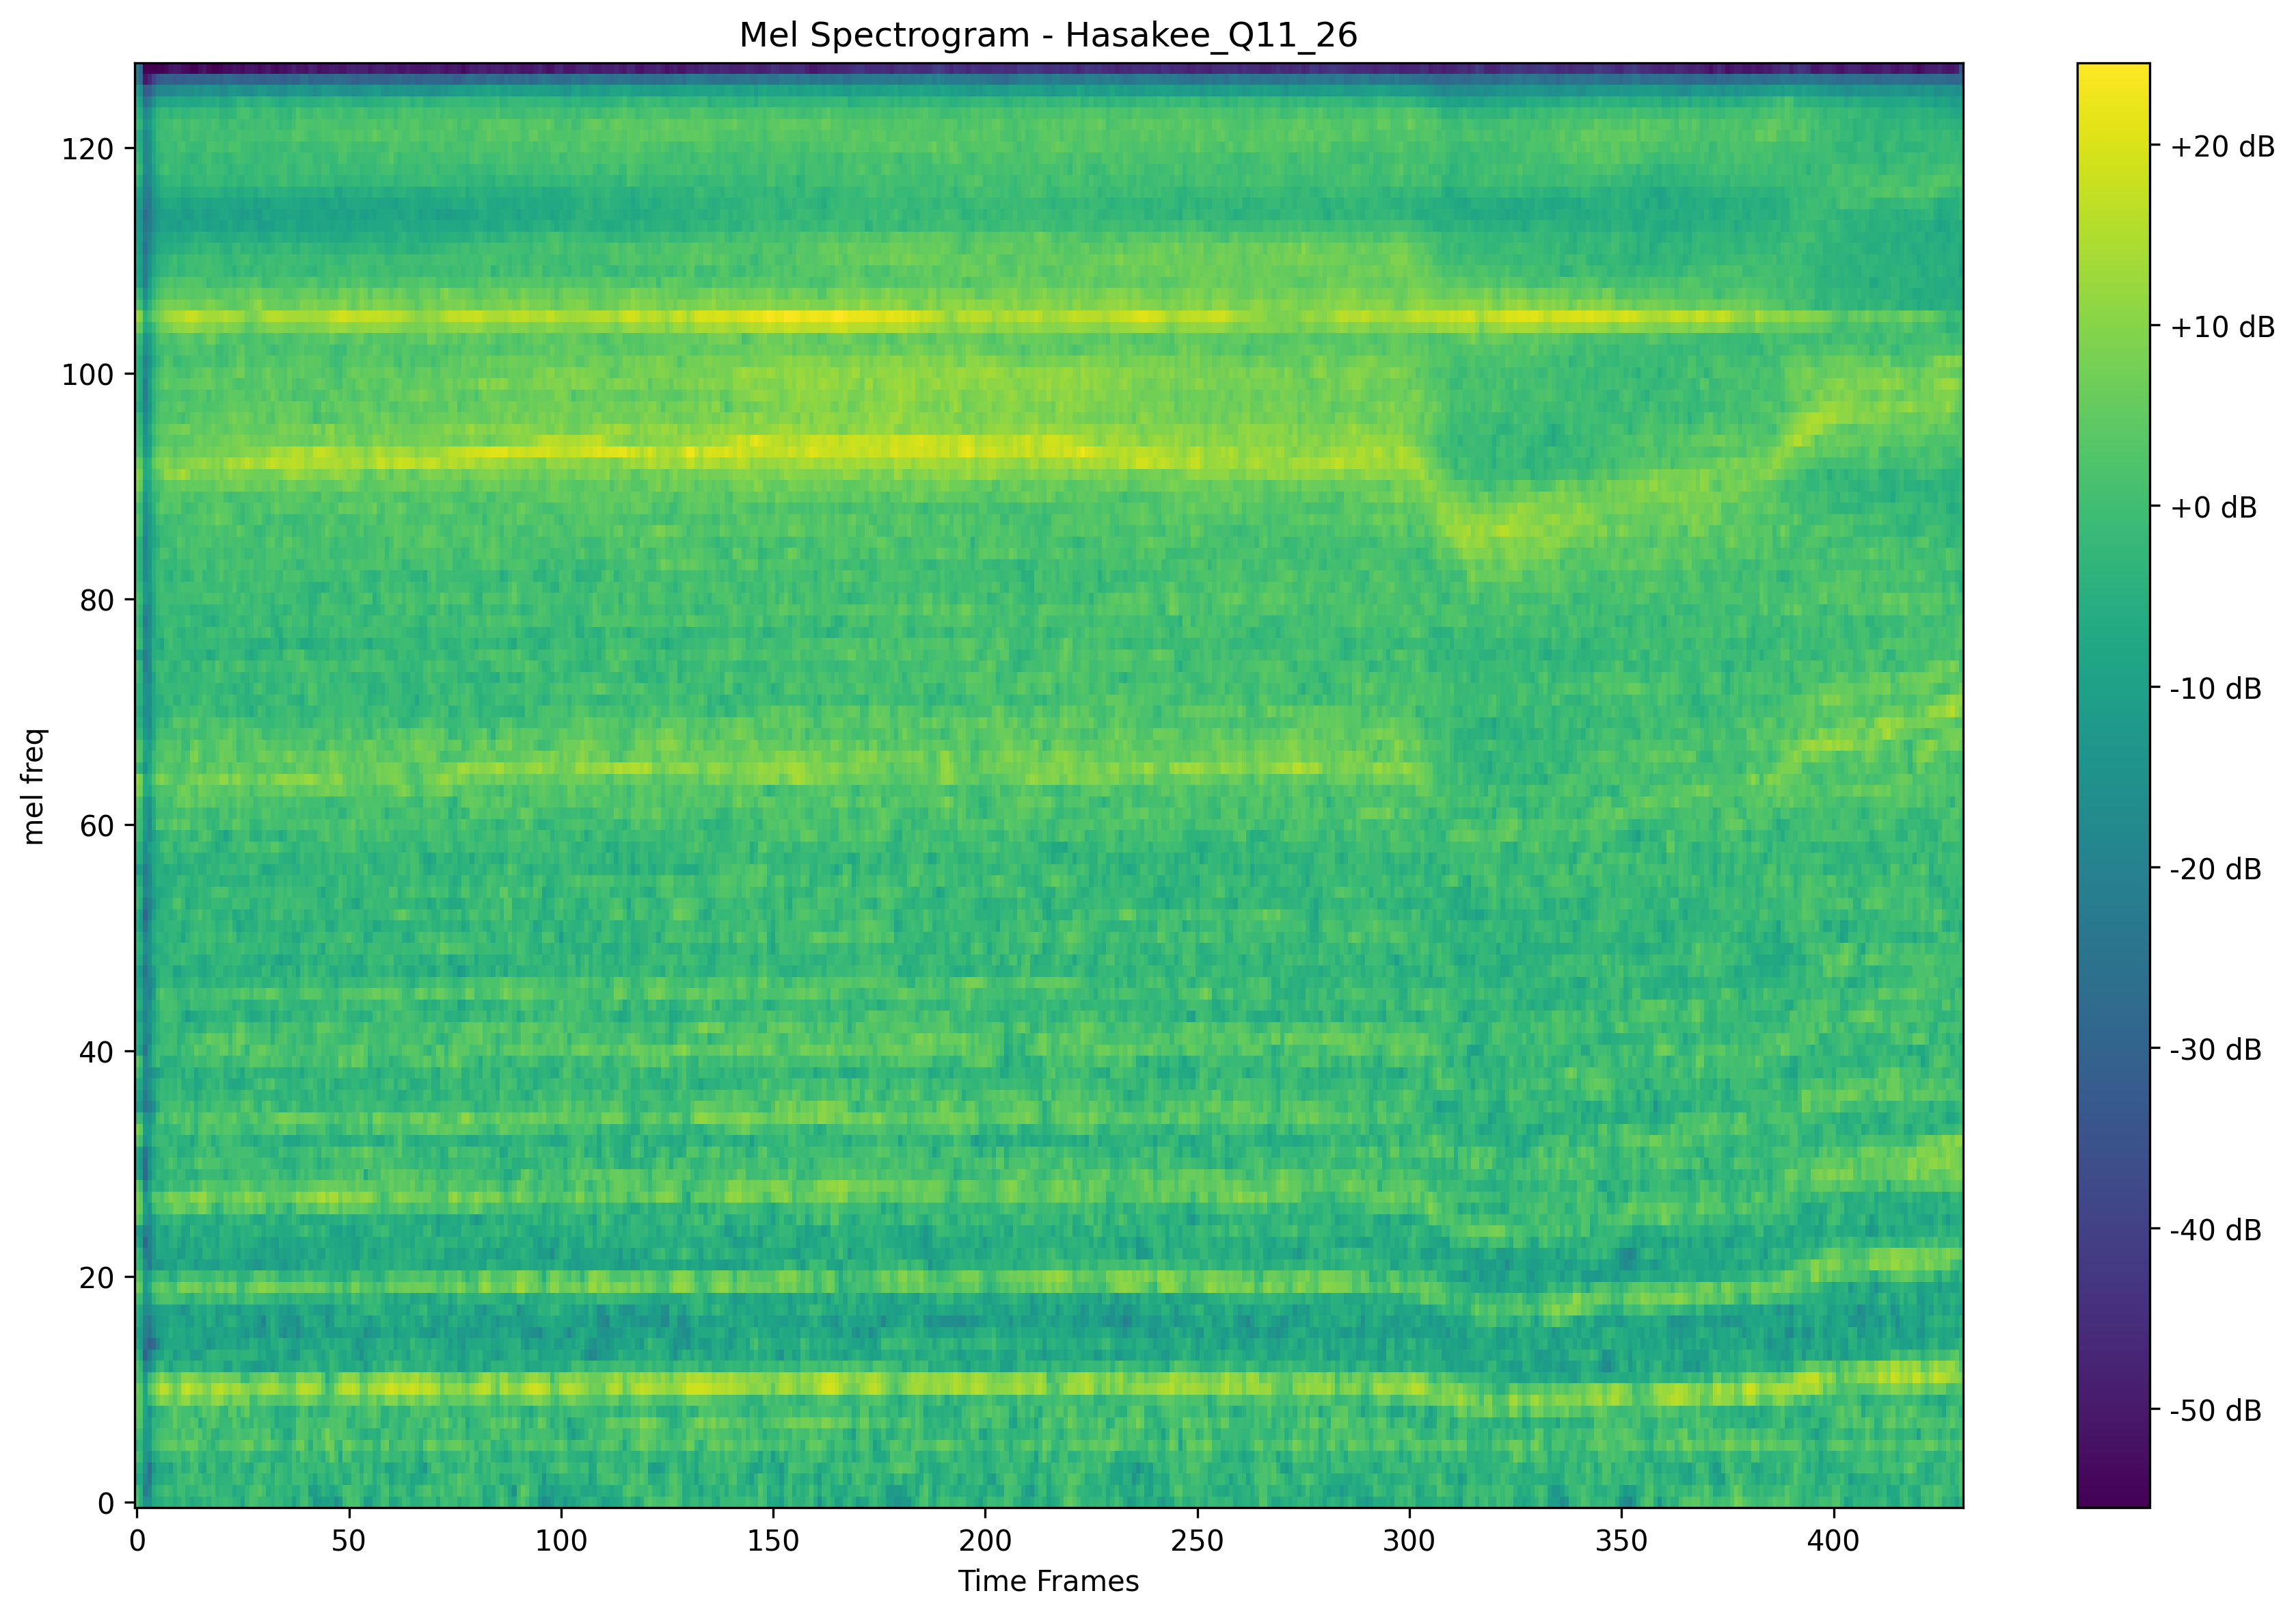 Mel Spectrogram - Hasakee_Q11_26
mel freq
120
100
80
60
40
20
0
0 50 100 150 200 250 300 350 400
Time Frames
+20 dB
+10 dB
+0 dB
-10 dB
-20 dB
-30 dB
-40 dB
-50 dB